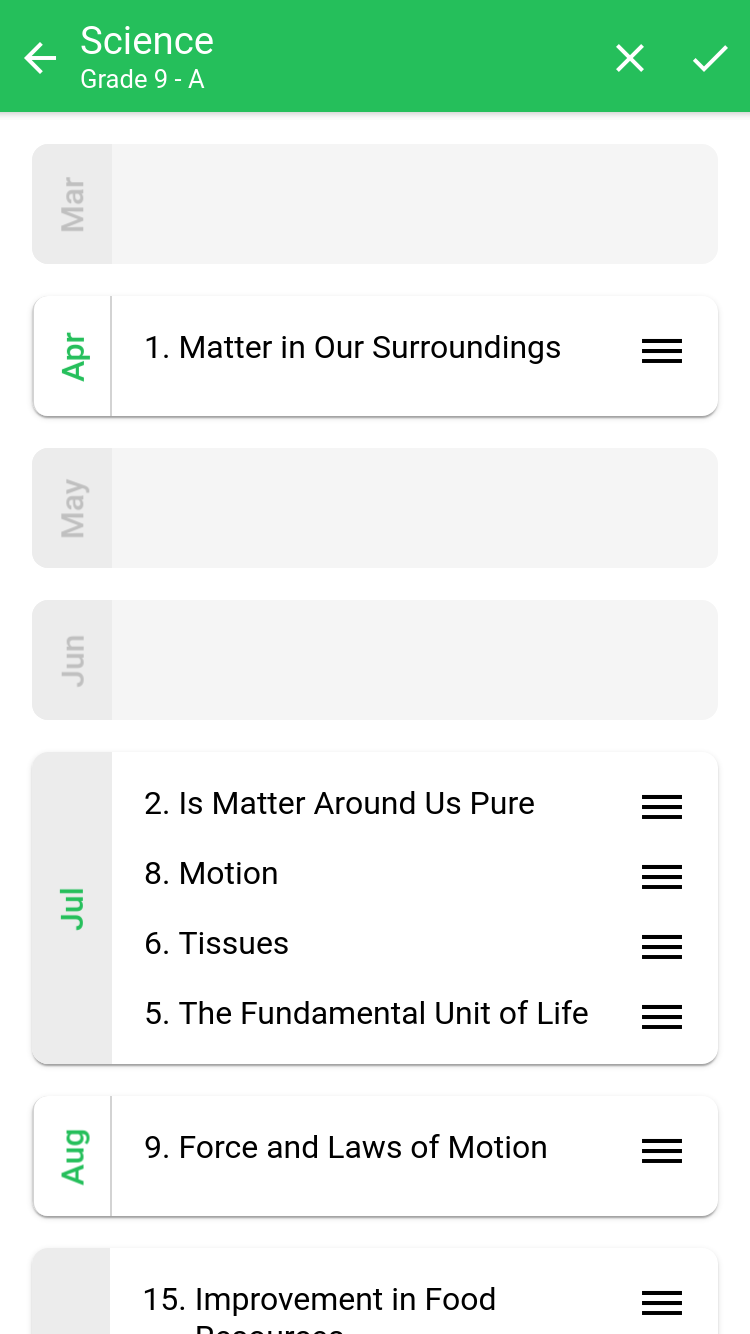 Science
Grade 9 - A
Mar
Apr
1. Matter in Our Surroundings
May
Jun
Jul
2. Is Matter Around Us Pure
8. Motion
6. Tissues
5. The Fundamental Unit of Life
Aug
9. Force and Laws of Motion
15. Improvement in Food
Resources